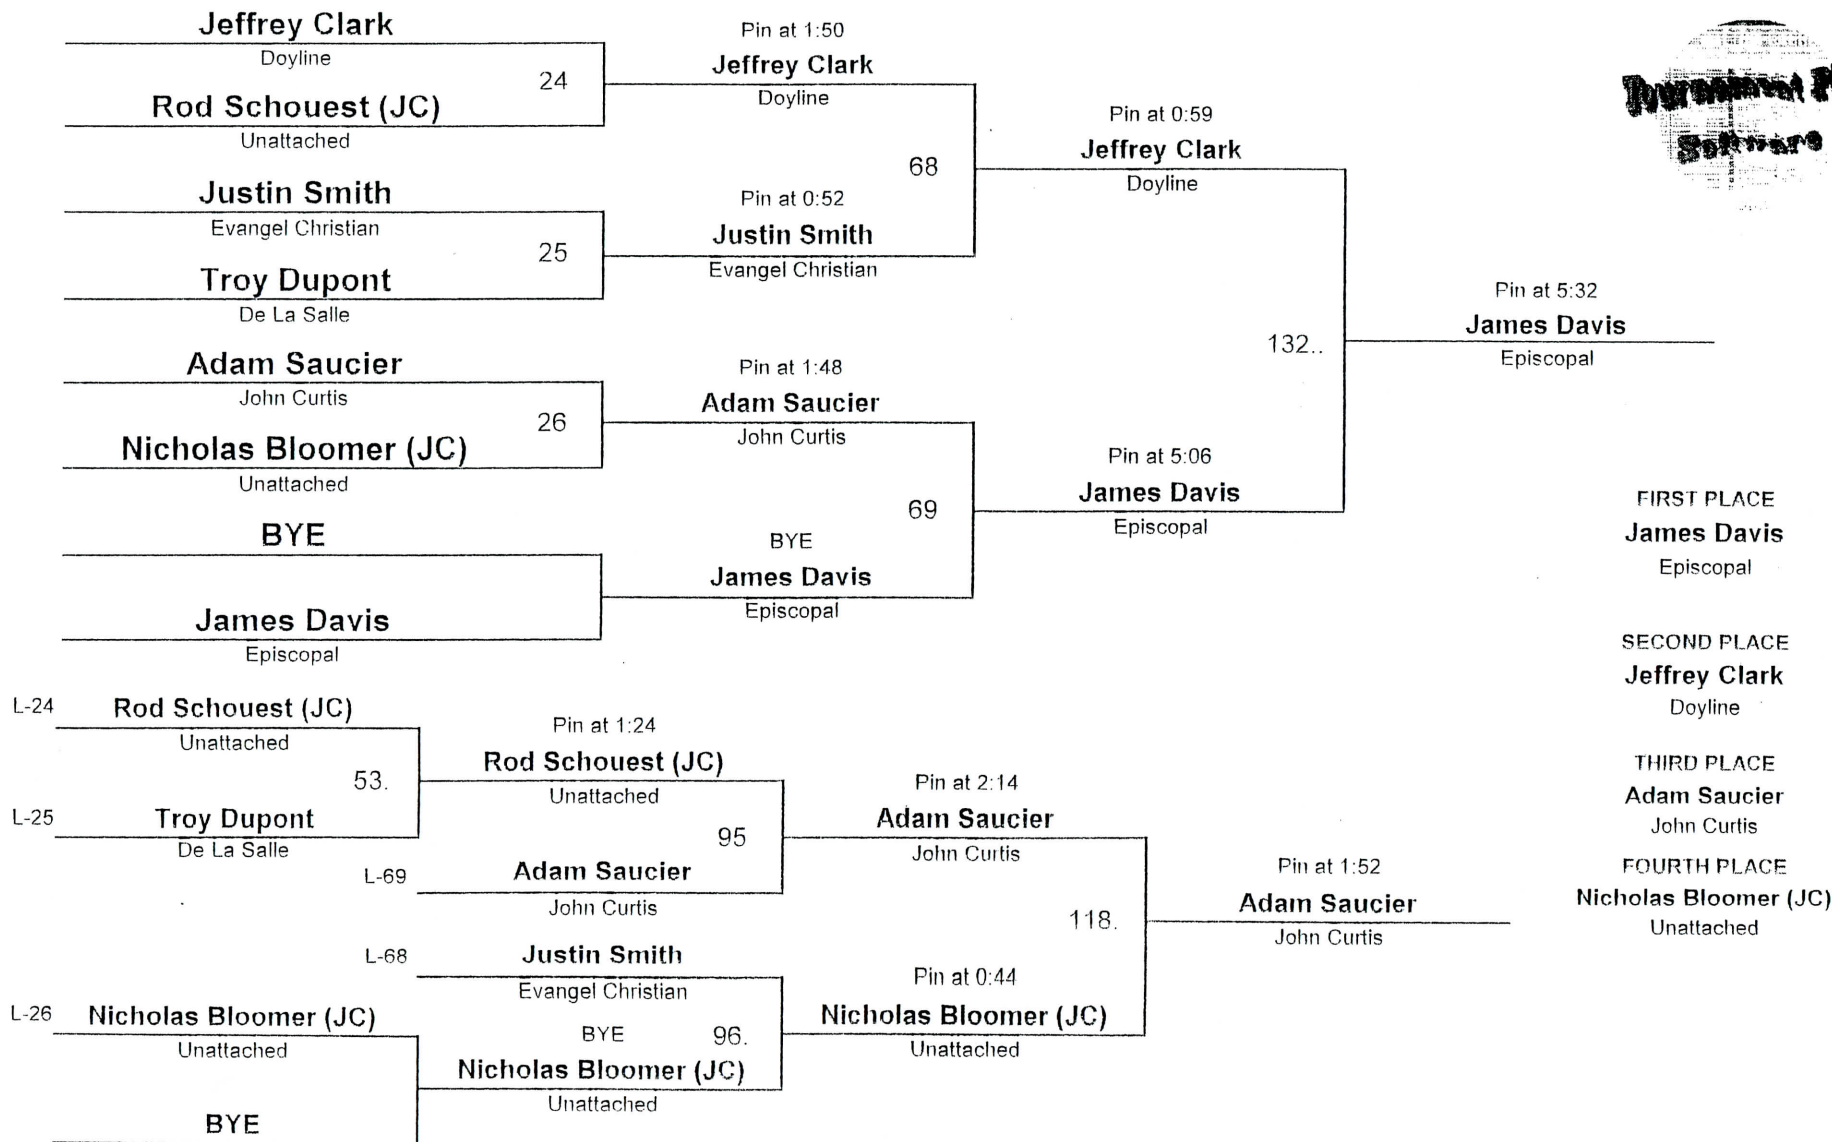 Jeffrey Clark
Doyline
24
Rod Schouest (JC)
Unattached
Justin Smith
Evangel Christian
25
Troy Dupont
De La Salle
Adam Saucier
John Curtis
26
Nicholas Bloomer (JC)
Unattached
BYE
James Davis
Episcopal
Pin at 1:50
Jeffrey Clark
Doyline
68
Pin at 0:52
Justin Smith
Evangel Christian
Pin at 1:48
Adam Saucier
John Curtis
69
BYE
James Davis
Episcopal
Pin at 0:59
Jeffrey Clark
Doyline
132..
Pin at 5:06
James Davis
Episcopal
Pin at 5:32
James Davis
Episcopal
Software
FIRST PLACE
James Davis
Episcopal
SECOND PLACE
Jeffrey Clark
Doyline
THIRD PLACE
Adam Saucier
John Curtis
FOURTH PLACE
Nicholas Bloomer (JC)
Unattached
L-24 Rod Schouest (JC)
Unattached
53.
L-25 Troy Dupont
De La Salle
Pin at 1:24
Rod Schouest (JC)
Unattached
95
L-69 Adam Saucier
John Curtis
L-68 Justin Smith
Evangel Christian
L-26 Nicholas Bloomer (JC)
Unattached
BYE
BYE 96.
Nicholas Bloomer (JC)
Unattached
Pin at 2:14
Adam Saucier
John Curtis
118.
Pin at 0:44
Nicholas Bloomer (JC)
Unattached
Pin at 1:52
Adam Saucier
John Curtis